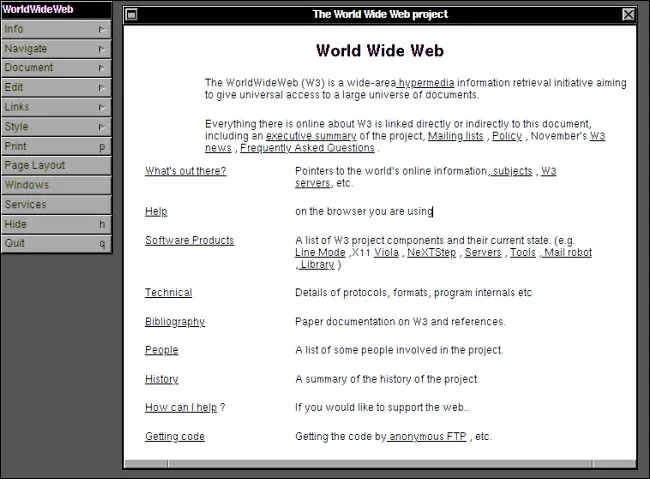 WorldWideWeb
Info
Navigate
Document
Edit
Links
Style
Print p
Page Layout
Windows
Services
Hide h
Quit q
The World Wide Web project
World Wide Web
The WorldWideWeb (W3) is a wide-area hypermedia information retrieval initiative aiming
to give universal access to a large universe of documents.
Everything there is online about W3 is linked directly or indirectly to this document,
including an executive summary of the project, Mailing lists , Policy , November's W3
news , Frequently Asked Questions .
What's out there? Pointers to the world's online information, subjects , W3
servers, etc.
Help on the browser you are using
Software Products A list of W3 project components and their current state. (e.g.
Line Mode ,X11 Viola , NeXTStep , Servers , Tools , Mail robot
, Library )
Technical Details of protocols, formats, program internals etc
Bibliography Paper documentation on W3 and references.
People A list of some people involved in the project.
History A summary of the history of the project.
How can I help ? If you would like to support the web..
Getting code Getting the code by anonymous FTP , etc.